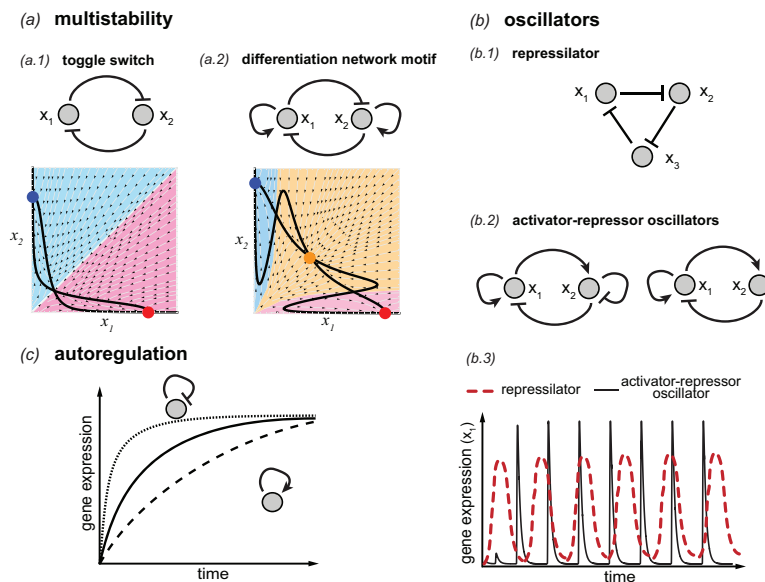 (a) multistability
(a.1) toggle switch
x1
x2
x2
x1
(a.2) differentiation network motif
x1
x2
x2
x1
(b) oscillators
(b.1) repressilator
x1
x2
x3
(b.2) activator-repressor oscillators
x1
x2
x1
x2
(b.3)
repressilator
activator-repressor
oscillator
gene expression (x1)
time
(c) autoregulation
gene expression
time